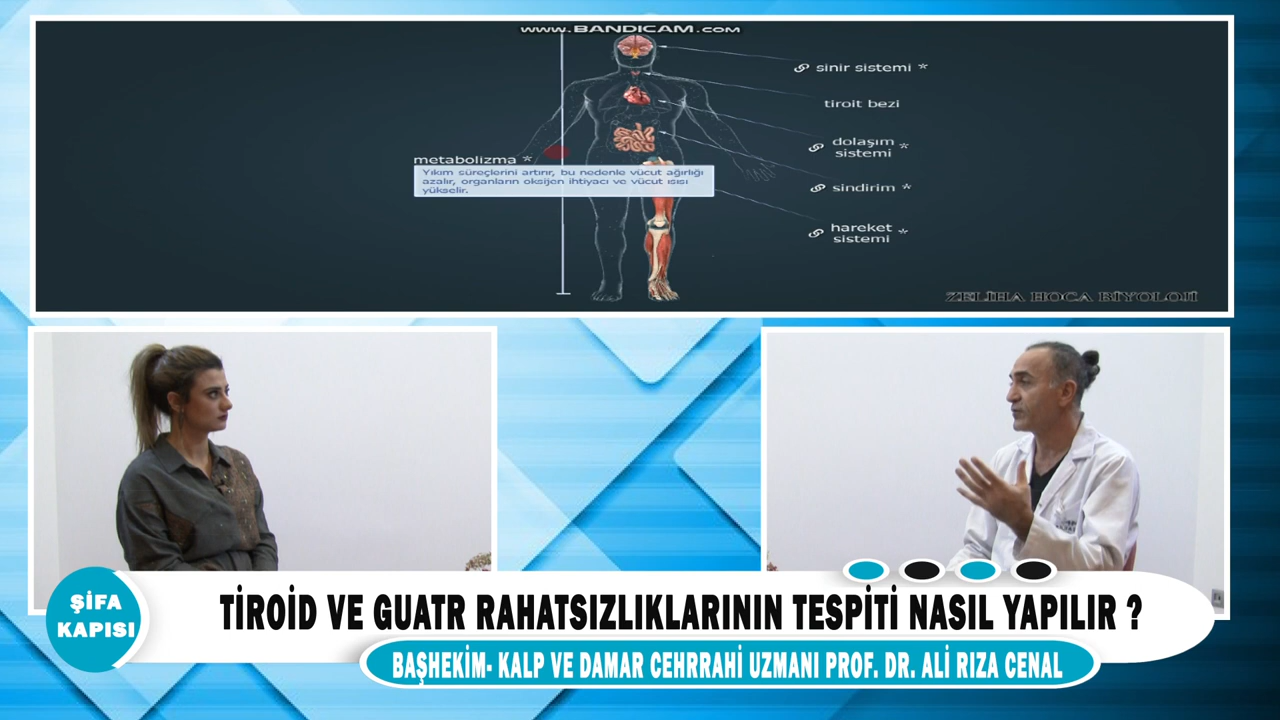 www.BANDICAM.com
sinir sistemi *
tiroit bezi
dolaşım
sistemi *
metabolizma *
Yıkım süreçlerini artırır, bu nedenle vücut ağırlığı
azalır, organların oksijen ihtiyacı ve vücut ısısı
yükselir.
sindirim *
hareket
sistemi *
ZELİHA HOCA BİYOLOJİ
ŞİFA
KAPISI
TİROİD VE GUATR RAHATSIZLIKLARININ TESPİTİ NASIL YAPILIR ?
BAŞHEKİM- KALP VE DAMAR CEHRRAHİ UZMANI PROF. DR. ALİ RIZA CENAL